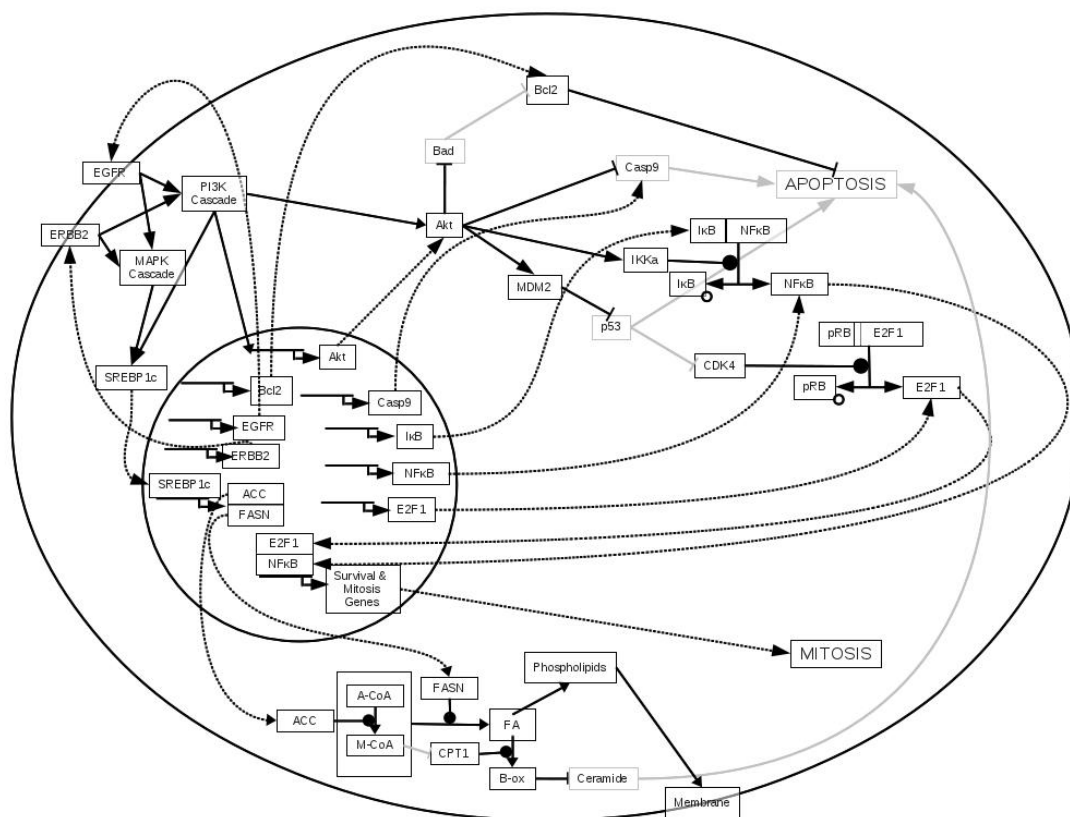 Bcl2
Bad
Casp9
APOPTOSIS
EGFR
PI3K
Cascade
ERBB2
MAPK
Cascade
Akt
IκB
NFκB
IKKa
IκB
NFκB
MDM2
p53
pRB
E2F1
CDK4
pRB
E2F1
SREBP1c
Akt
Bcl2
Casp9
EGFR
IκB
ERBB2
NFκB
SREBP1c
ACC
FASN
E2F1
E2F1
NFκB
Survival &
Mitosis
Genes
MITOSIS
Phospholipids
FASN
A-CoA
ACC
FA
M-CoA
CPT1
B-ox
Ceramide
Membrane